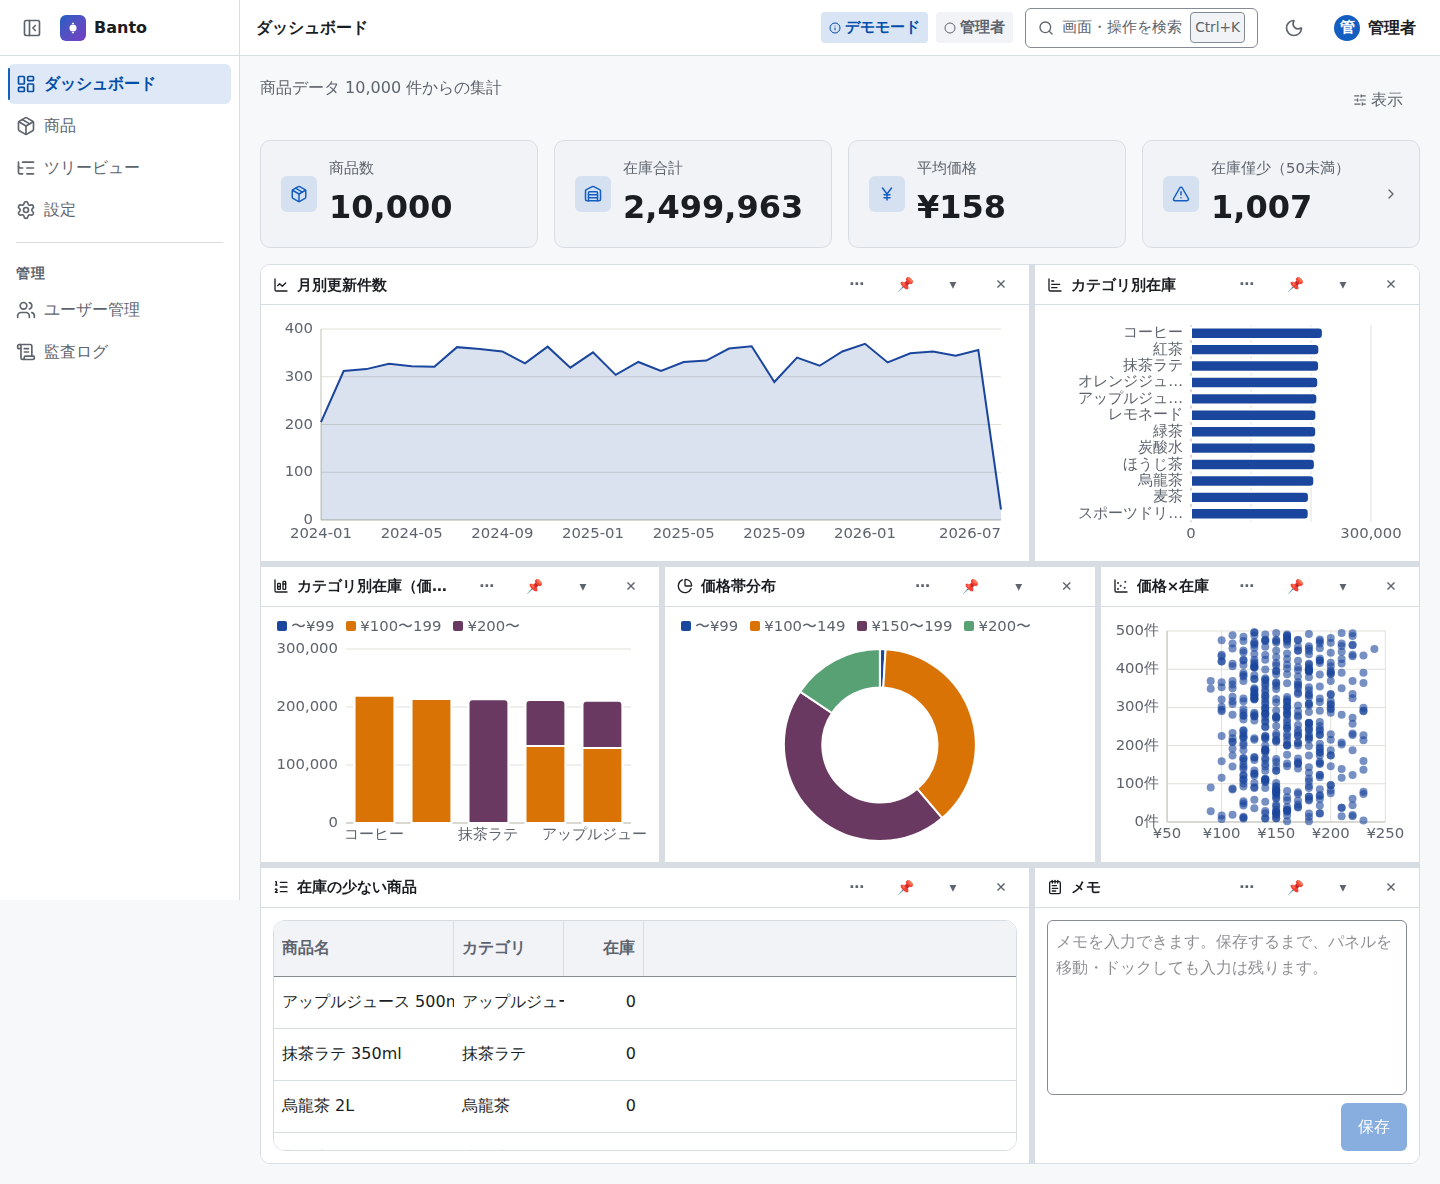 Banto
ダッシュボード
デモモード
管理者
画面・操作を検索 Ctrl+K
管 管理者
ダッシュボード
商品
ツリービュー
設定
管理
ユーザー管理
監査ログ
商品データ 10,000 件からの集計
表示
商品数
10,000
在庫合計
2,499,963
平均価格
¥158
在庫僅少（50未満）
1,007
月別更新件数
400
300
200
100
0
2024-01 2024-05 2024-09 2025-01 2025-05 2025-09 2026-01 2026-07
カテゴリ別在庫
コーヒー
紅茶
抹茶ラテ
オレンジジュ…
アップルジュ…
レモネード
緑茶
炭酸水
ほうじ茶
烏龍茶
麦茶
スポーツドリ…
0 300,000
カテゴリ別在庫（価…
〜¥99 ¥100〜199 ¥200〜
300,000
200,000
100,000
0
コーヒー 抹茶ラテ アップルジュー
価格帯分布
〜¥99 ¥100〜149 ¥150〜199 ¥200〜
価格×在庫
500件
400件
300件
200件
100件
0件
¥50 ¥100 ¥150 ¥200 ¥250
在庫の少ない商品
商品名 カテゴリ 在庫
アップルジュース 500m アップルジュー 0
抹茶ラテ 350ml 抹茶ラテ 0
烏龍茶 2L 烏龍茶 0
メモ
メモを入力できます。保存するまで、パネルを
移動・ドックしても入力は残ります。
保存